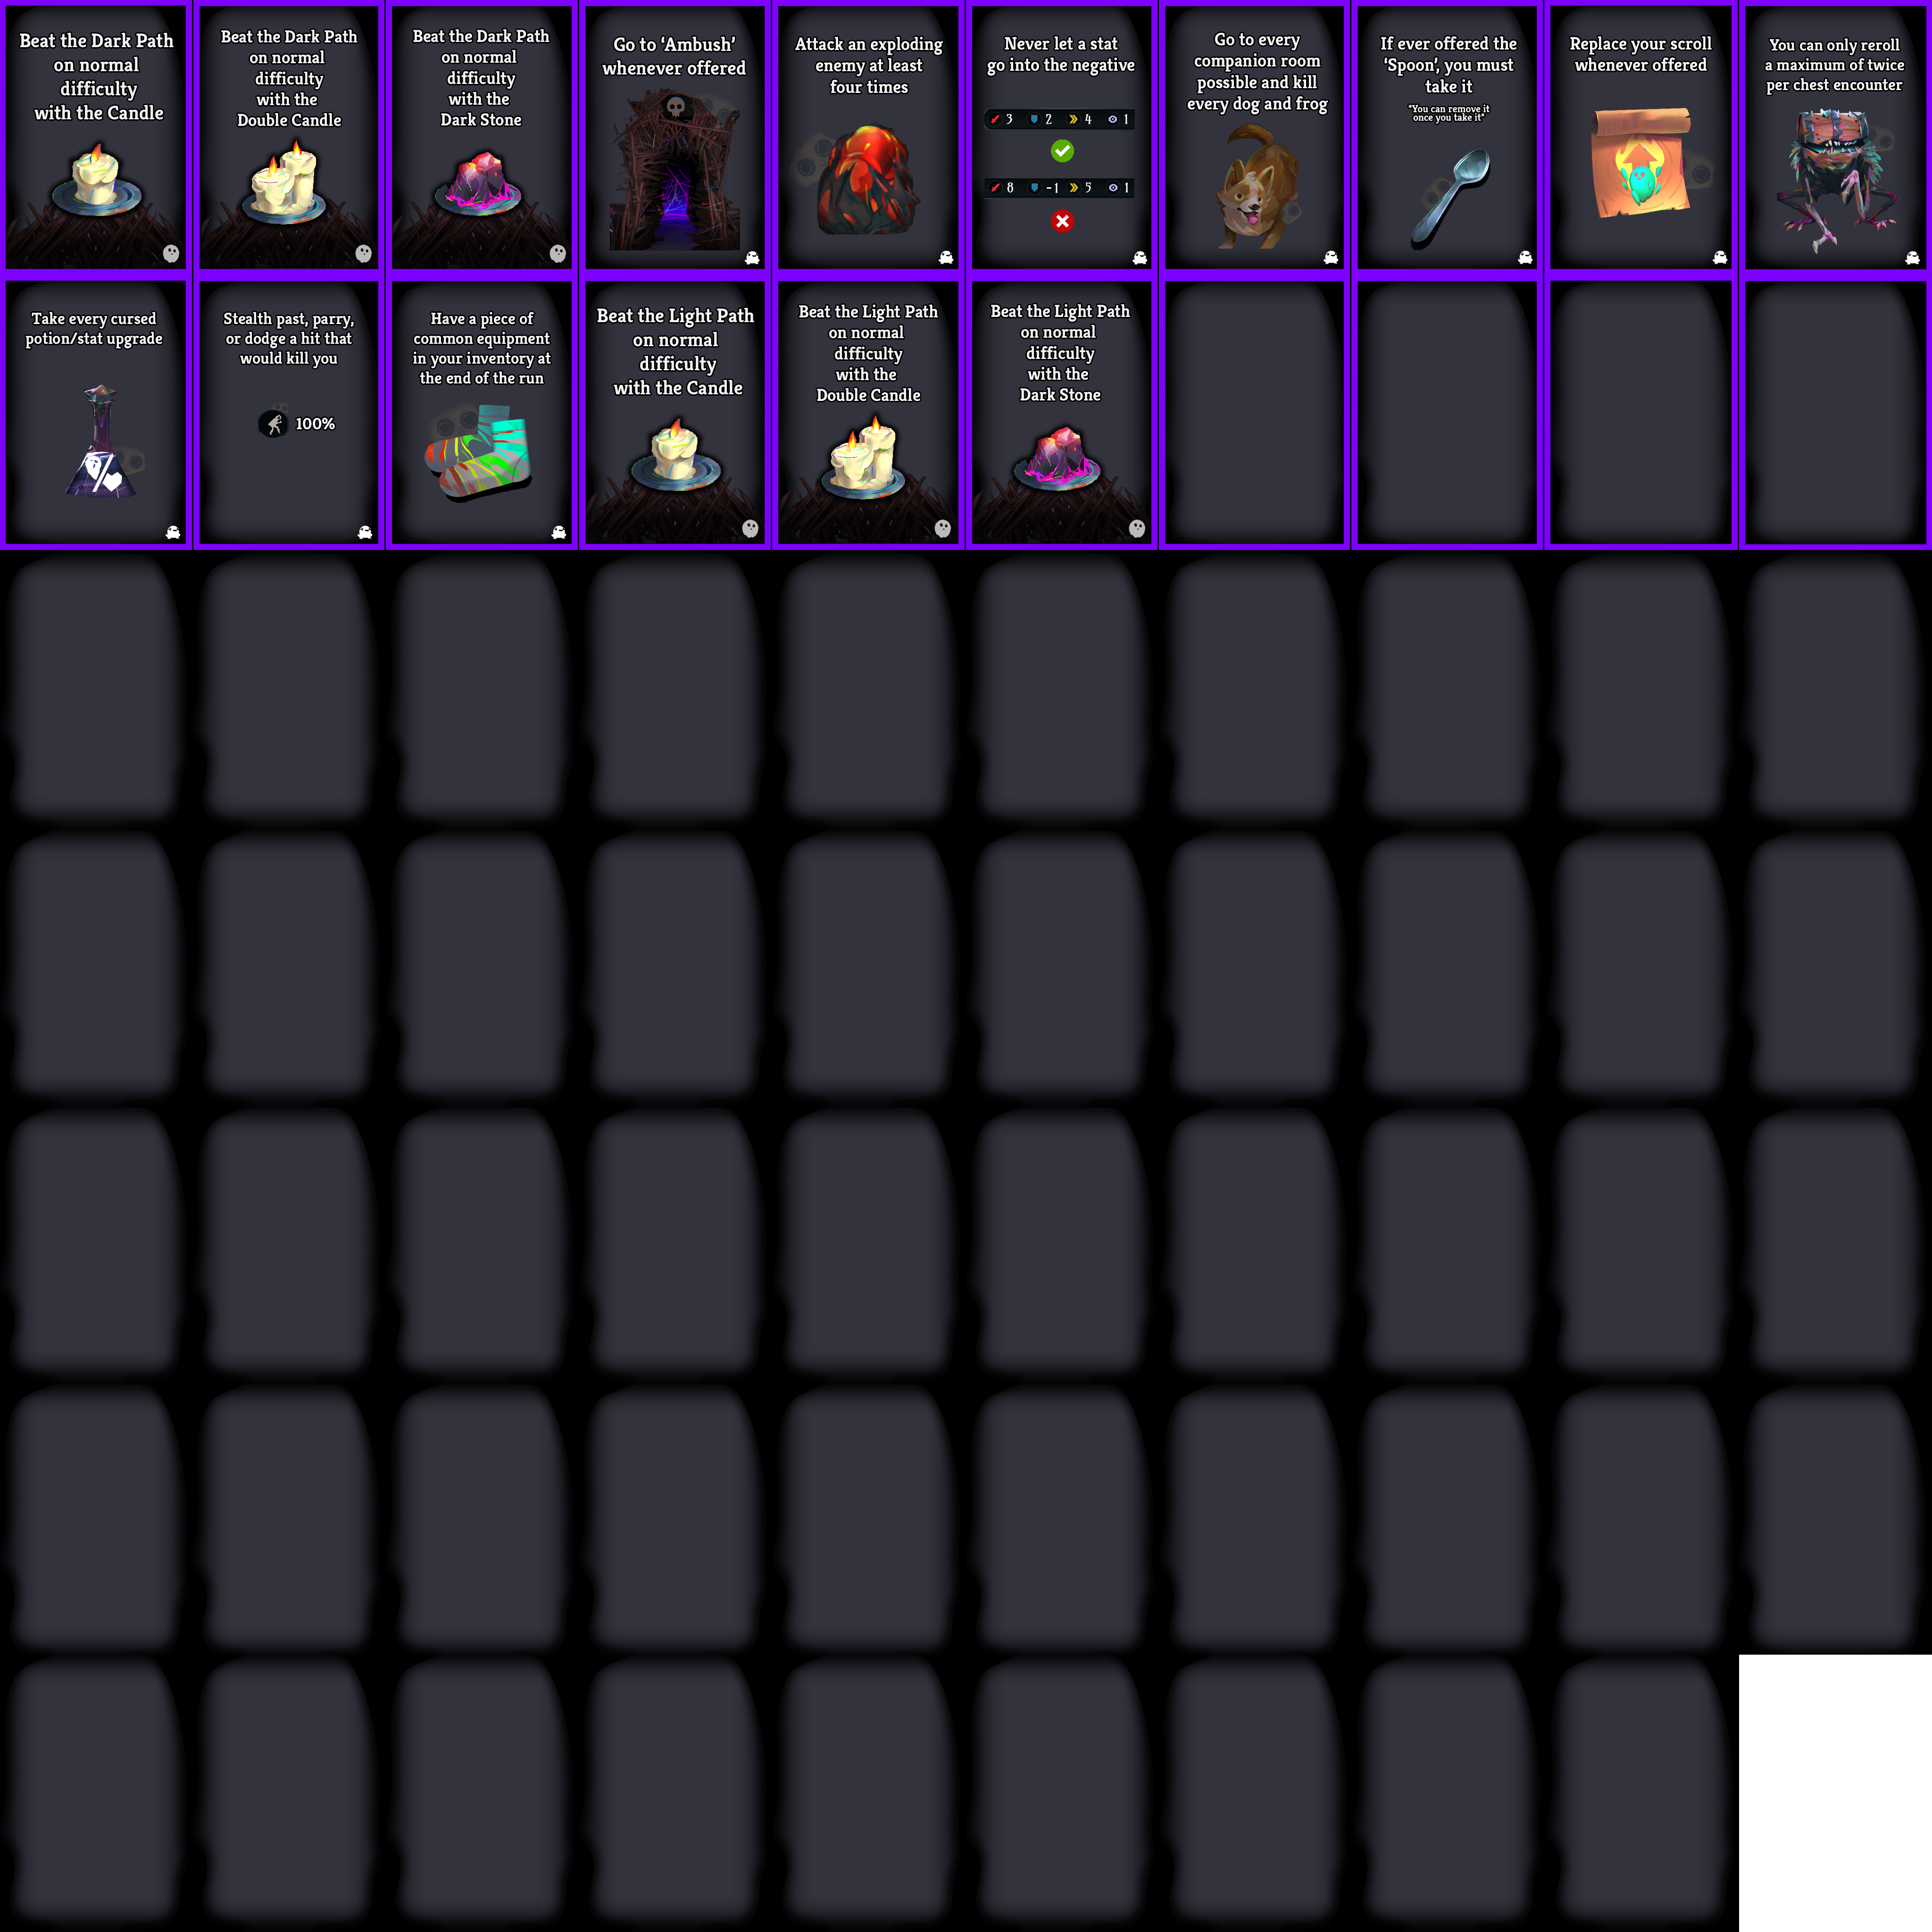 Beat the Dark Path
on normal
difficulty
with the Candle
Beat the Dark Path
on normal
difficulty
with the
Double Candle
Beat the Dark Path
on normal
difficulty
with the
Dark Stone
Go to ‘Ambush’
whenever offered
Attack an exploding
enemy at least
four times
Never let a stat
go into the negative
3 2 4 1
8 -1 5 1
Go to every
companion room
possible and kill
every dog and frog
If ever offered the
‘Spoon’, you must
take it
*You can remove it
once you take it*
Replace your scroll
whenever offered
You can only reroll
a maximum of twice
per chest encounter
Take every cursed
potion/stat upgrade
%
Stealth past, parry,
or dodge a hit that
would kill you
100%
Have a piece of
common equipment
in your inventory at
the end of the run
Beat the Light Path
on normal
difficulty
with the Candle
Beat the Light Path
on normal
difficulty
with the
Double Candle
Beat the Light Path
on normal
difficulty
with the
Dark Stone